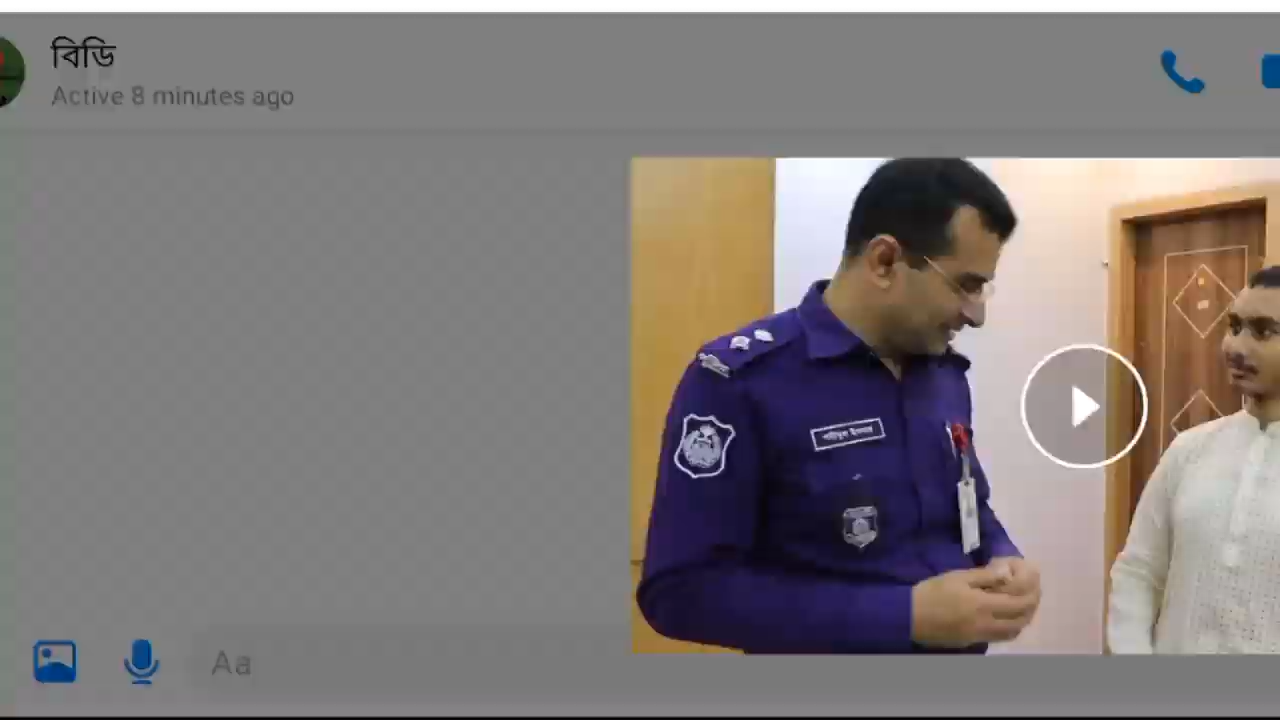 বিডি
Active 8 minutes ago
Aa